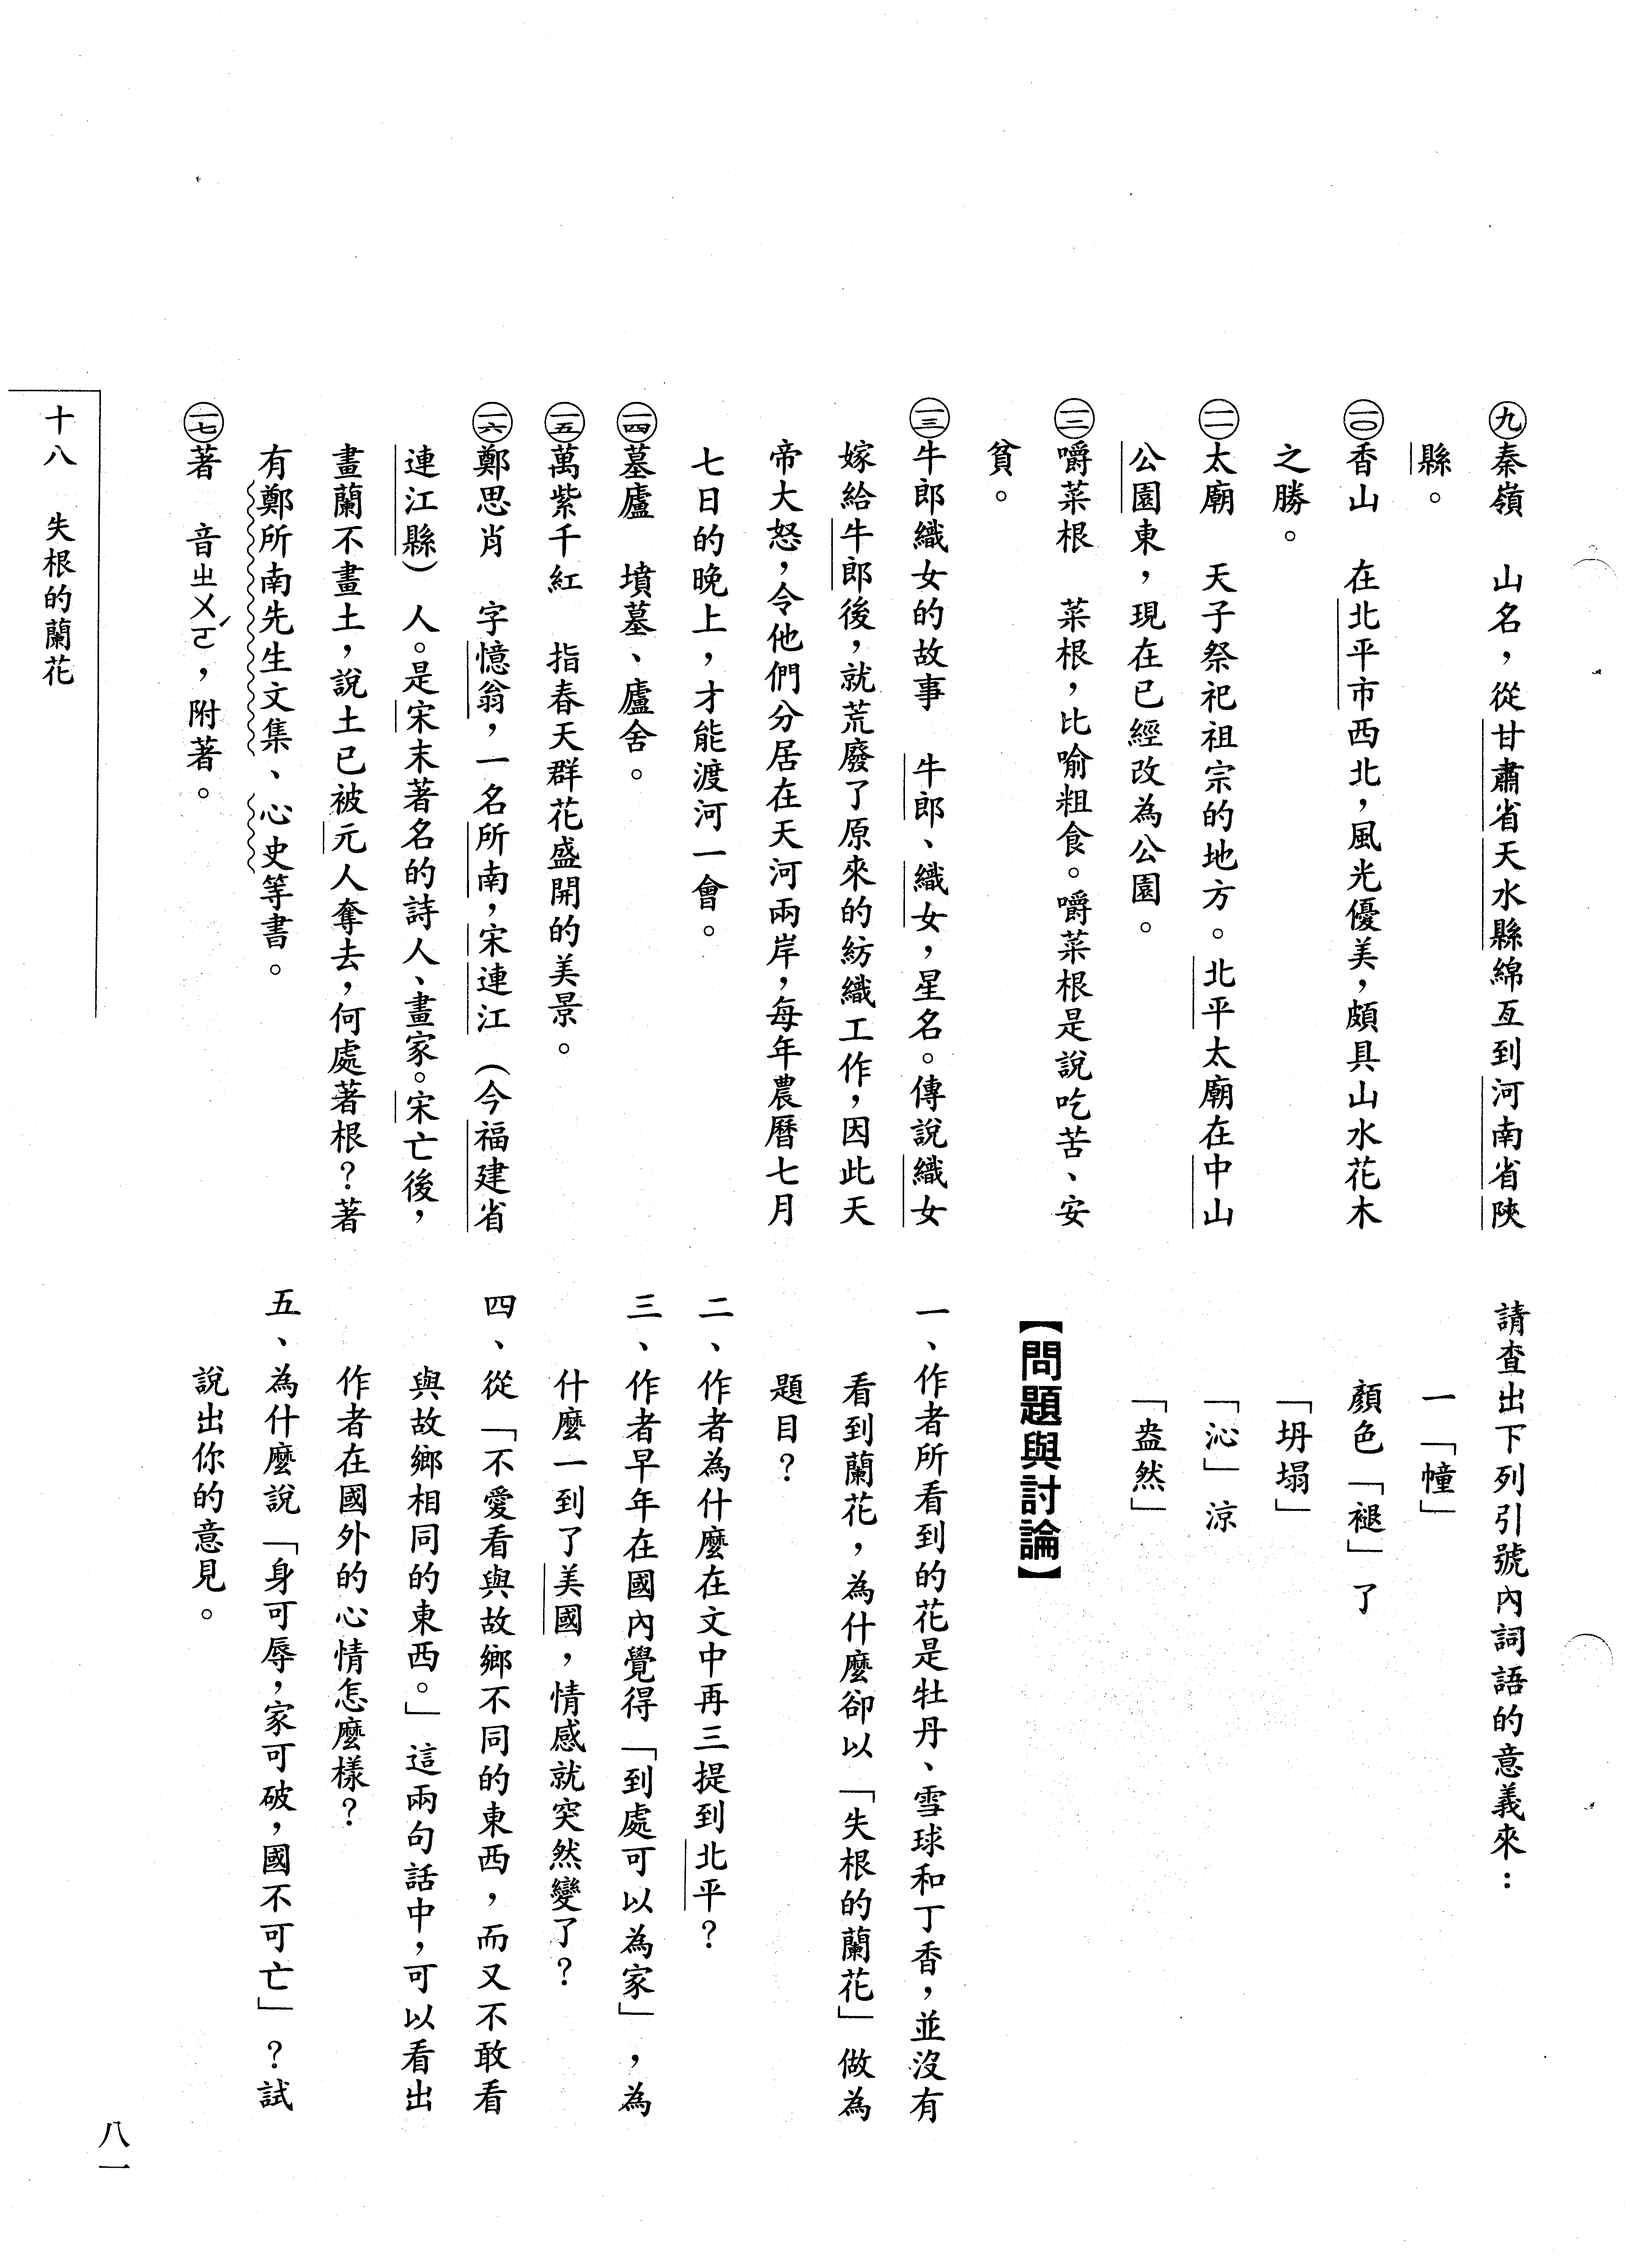 ㊈秦嶺　山名，從甘肅省天水縣綿亙到河南省陝
縣。
㊀〇香山　在北平市西北，風光優美，頗具山水花木
之勝。
一一太廟　天子祭祀祖宗的地方。北平太廟在中山
公園東，現在已經改為公園。
一二嚼菜根　菜根，比喻粗食。嚼菜根是說吃苦、安
貧。
一三牛郎織女的故事　牛郎、織女，星名。傳說織女
嫁給牛郎後，就荒廢了原來的紡織工作，因此天
帝大怒，令他們分居在天河兩岸，每年農曆七月
七日的晚上，才能渡河一會。
一四墓廬　墳墓、廬舍。
一五萬紫千紅　指春天群花盛開的美景。
一六鄭思肖　字憶翁，一名所南，宋連江（今福建省
連江縣）人。是宋末著名的詩人、畫家。宋亡後，
畫蘭不畫土，說土已被元人奪去，何處著根？著
有鄭所南先生文集、心史等書。
一七著　音ㄓㄨㄛˊ，附著。
請查出下列引號內詞語的意義來：
一「幢」
顏色「褪」了
「坍塌」
「沁」涼
「盎然」
【問題與討論】
一、作者所看到的花是牡丹、雪球和丁香，並沒有
看到蘭花，為什麼卻以「失根的蘭花」做為
題目？
二、作者為什麼在文中再三提到北平？
三、作者早年在國內覺得「到處可以為家」，為
什麼一到了美國，情感就突然變了？
四、從「不愛看與故鄉不同的東西，而又不敢看
與故鄉相同的東西。」這兩句話中，可以看出
作者在國外的心情怎麼樣？
五、為什麼說「身可辱，家可破，國不可亡」？試
說出你的意見。
十八　失根的蘭花
八一